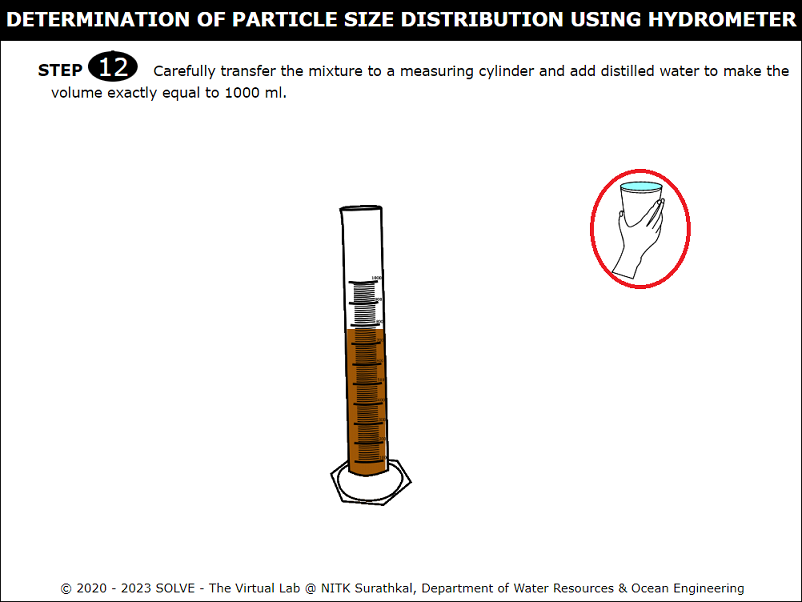 DETERMINATION OF PARTICLE SIZE DISTRIBUTION USING HYDROMETER
STEP 12 Carefully transfer the mixture to a measuring cylinder and add distilled water to make the
volume exactly equal to 1000 ml.
1000
© 2020 - 2023 SOLVE - The Virtual Lab @ NITK Surathkal, Department of Water Resources & Ocean Engineering